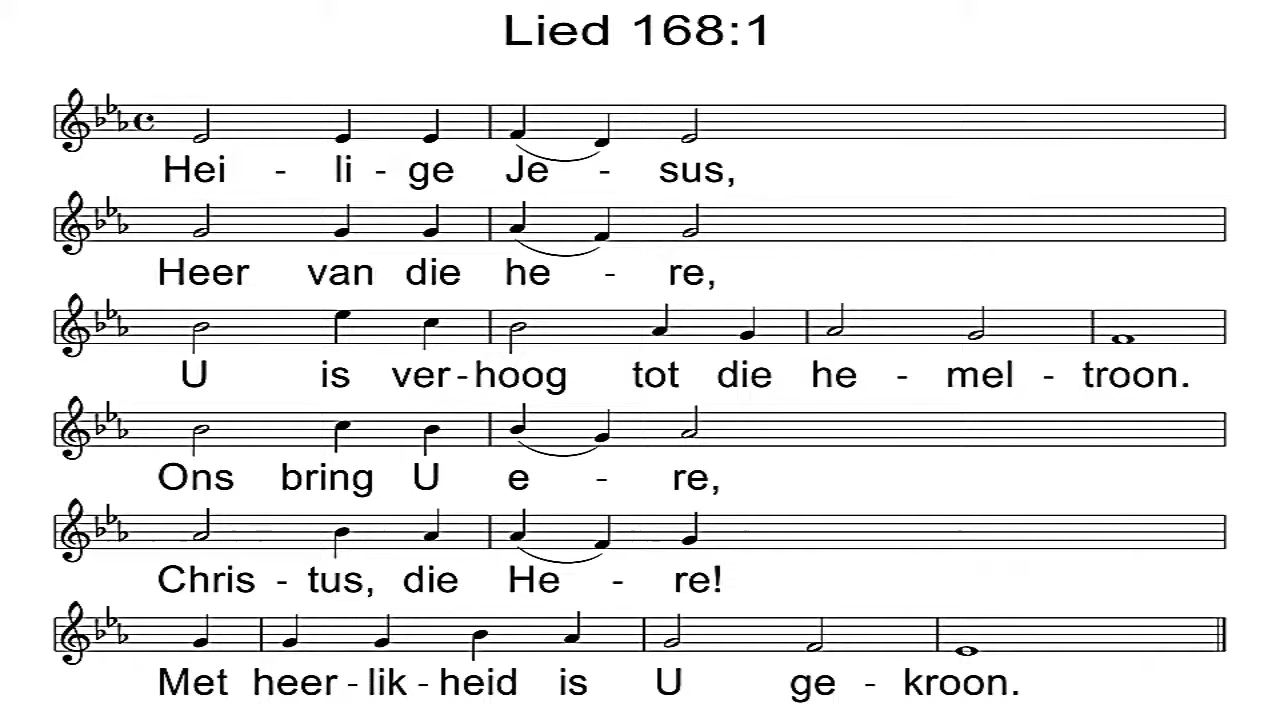 Lied 168:1
Hei - li - ge Je - sus,
Heer van die he - re,
U is ver - hoog tot die he - mel - troon.
Ons bring U e - re,
Chris - tus, die He - re!
Met heer - lik - heid is U ge - kroon.